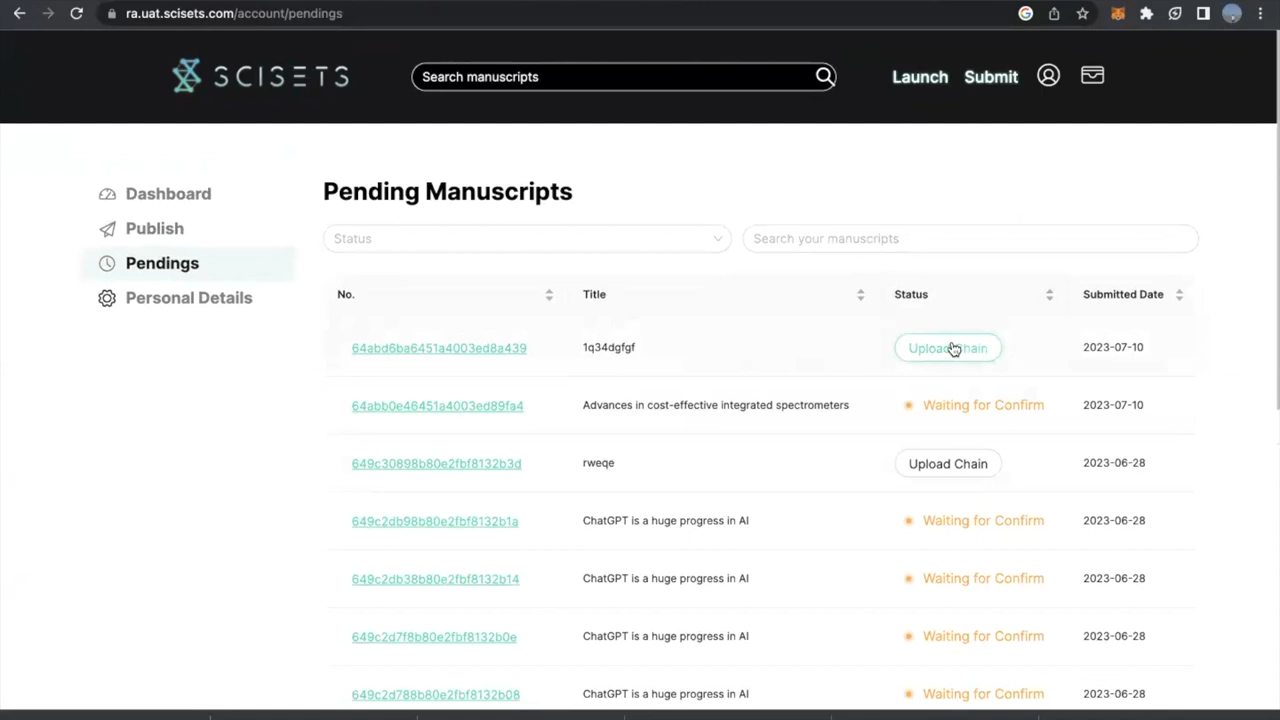 ra.uat.scisets.com/account/pendings
SCISETS
Search manuscripts
Launch
Submit
Dashboard
Publish
Pendings
Personal Details
Pending Manuscripts
Status
Search your manuscripts
No. Title Status Submitted Date
64abd6ba6451a4003ed8a439 1q34dgfgf Upload Chain 2023-07-10
64abb0e46451a4003ed89fa4 Advances in cost-effective integrated spectrometers Waiting for Confirm 2023-07-10
649c30898b80e2fbf8132b3d rweqe Upload Chain 2023-06-28
649c2db98b80e2fbf8132b1a ChatGPT is a huge progress in AI Waiting for Confirm 2023-06-28
649c2db38b80e2fbf8132b14 ChatGPT is a huge progress in AI Waiting for Confirm 2023-06-28
649c2d7f8b80e2fbf8132b0e ChatGPT is a huge progress in AI Waiting for Confirm 2023-06-28
649c2d788b80e2fbf8132b08 ChatGPT is a huge progress in AI Waiting for Confirm 2023-06-28